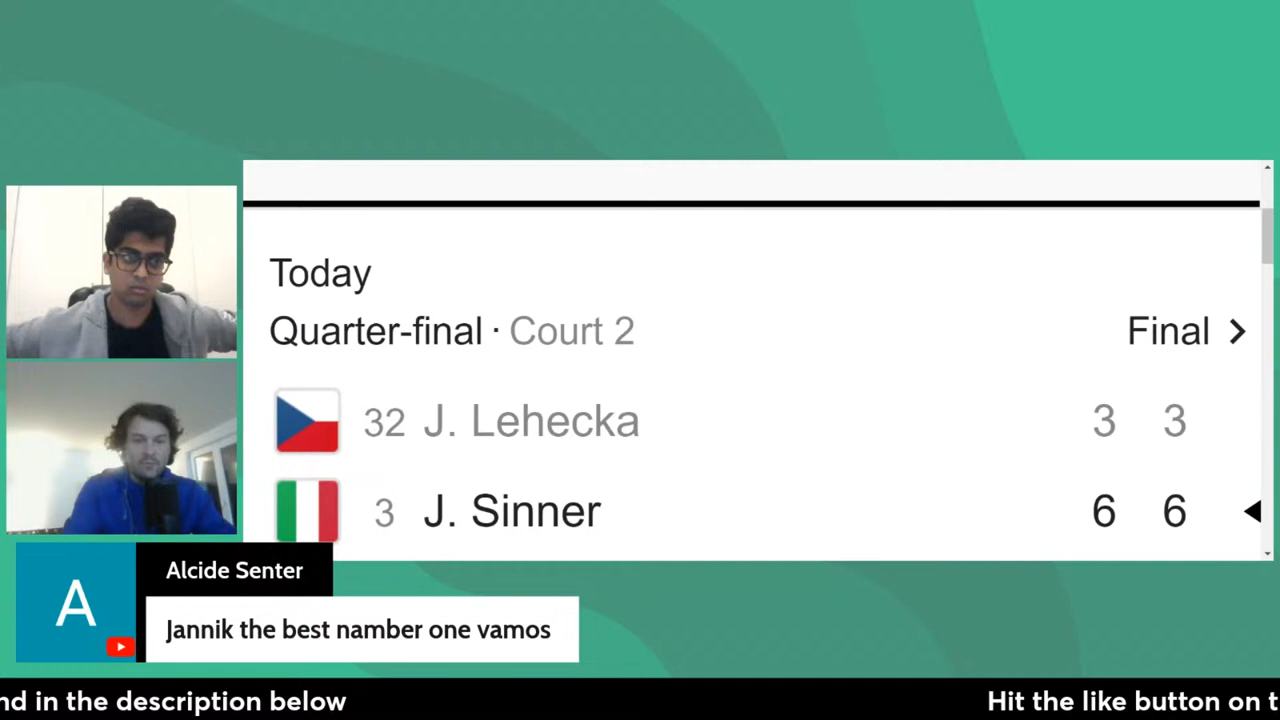 Today
Quarter-final · Court 2
Final
32 J. Lehecka 3 3
3 J. Sinner 6 6
A
Alcide Senter
Jannik the best namber one vamos
nd in the description below
Hit the like button on t